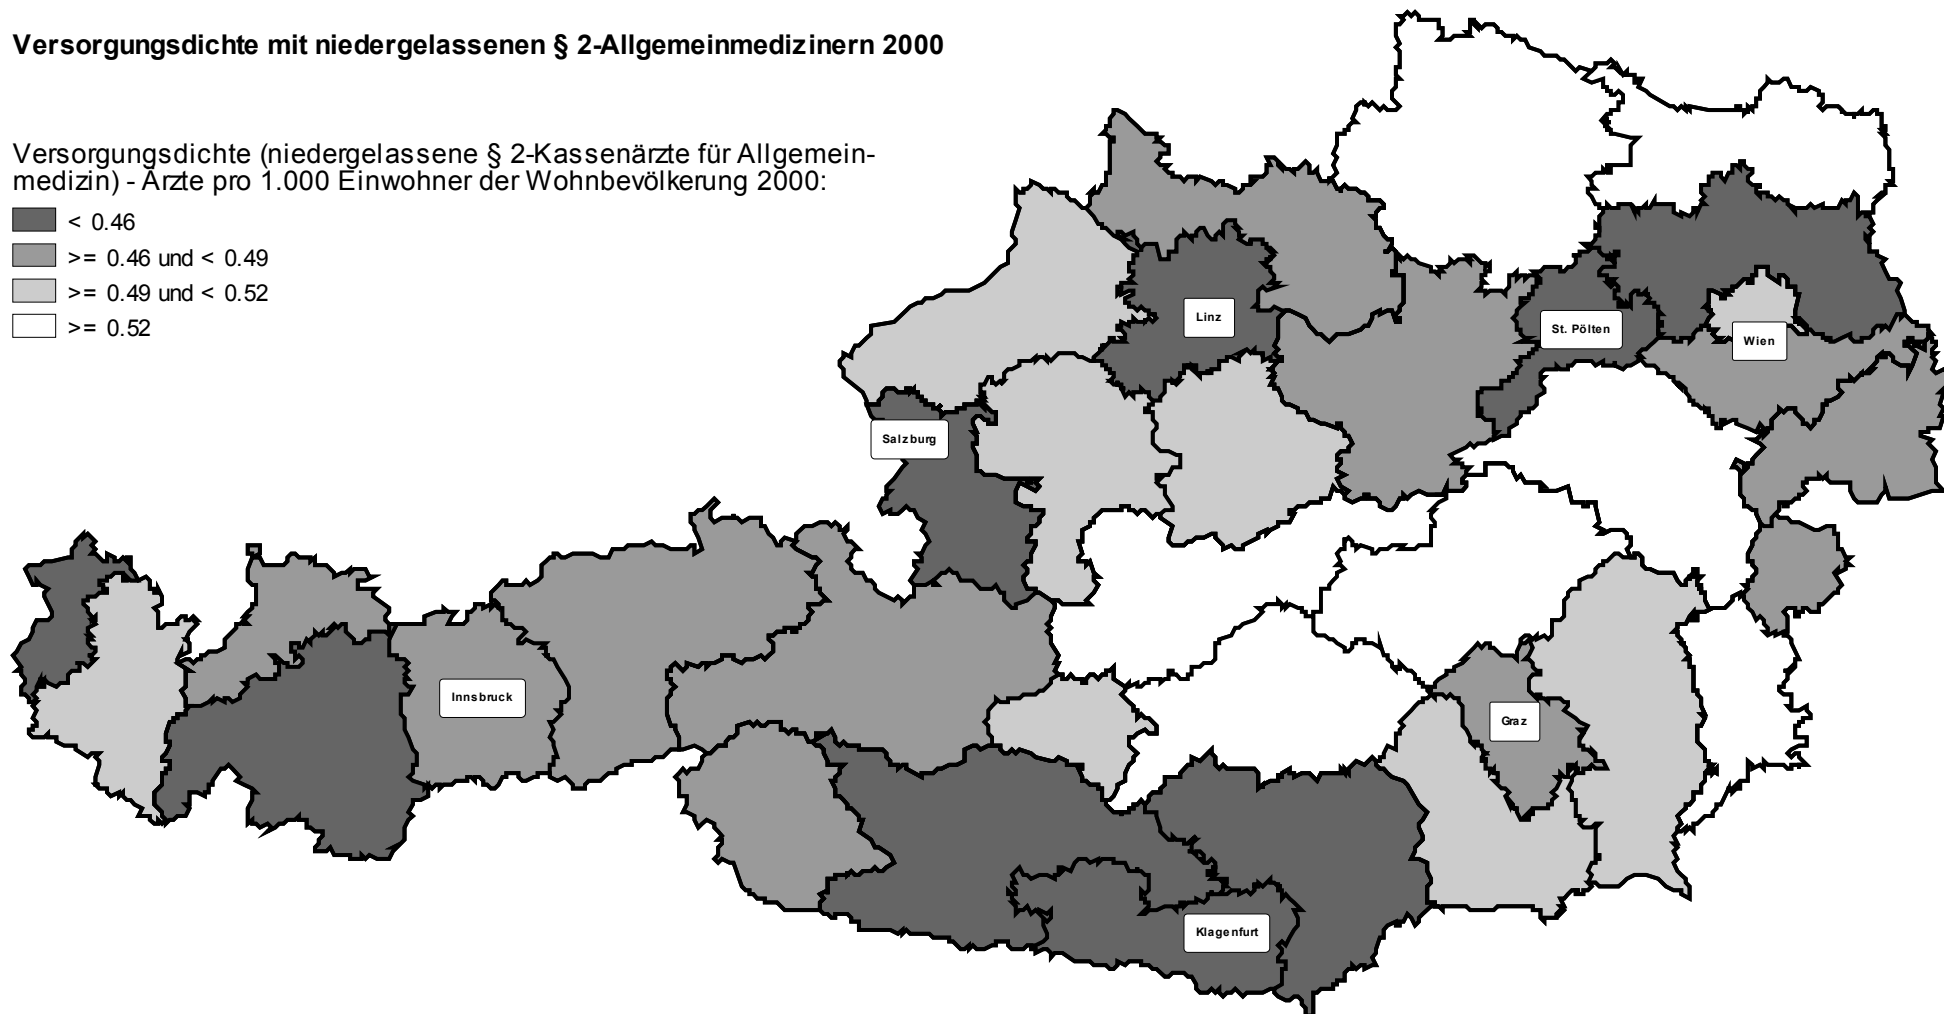 Versorgungsdichte mit niedergelassenen § 2-Allgemeinmedizinern 2000
Versorgungsdichte (niedergelassene § 2-Kassenärzte für Allgemein-
medizin) - Ärzte pro 1.000 Einwohner der Wohnbevölkerung 2000:
< 0.46
>= 0.46 und < 0.49
>= 0.49 und < 0.52
>= 0.52
Linz
St. Pölten
Wien
Salzburg
Innsbruck
Graz
Klagenfurt